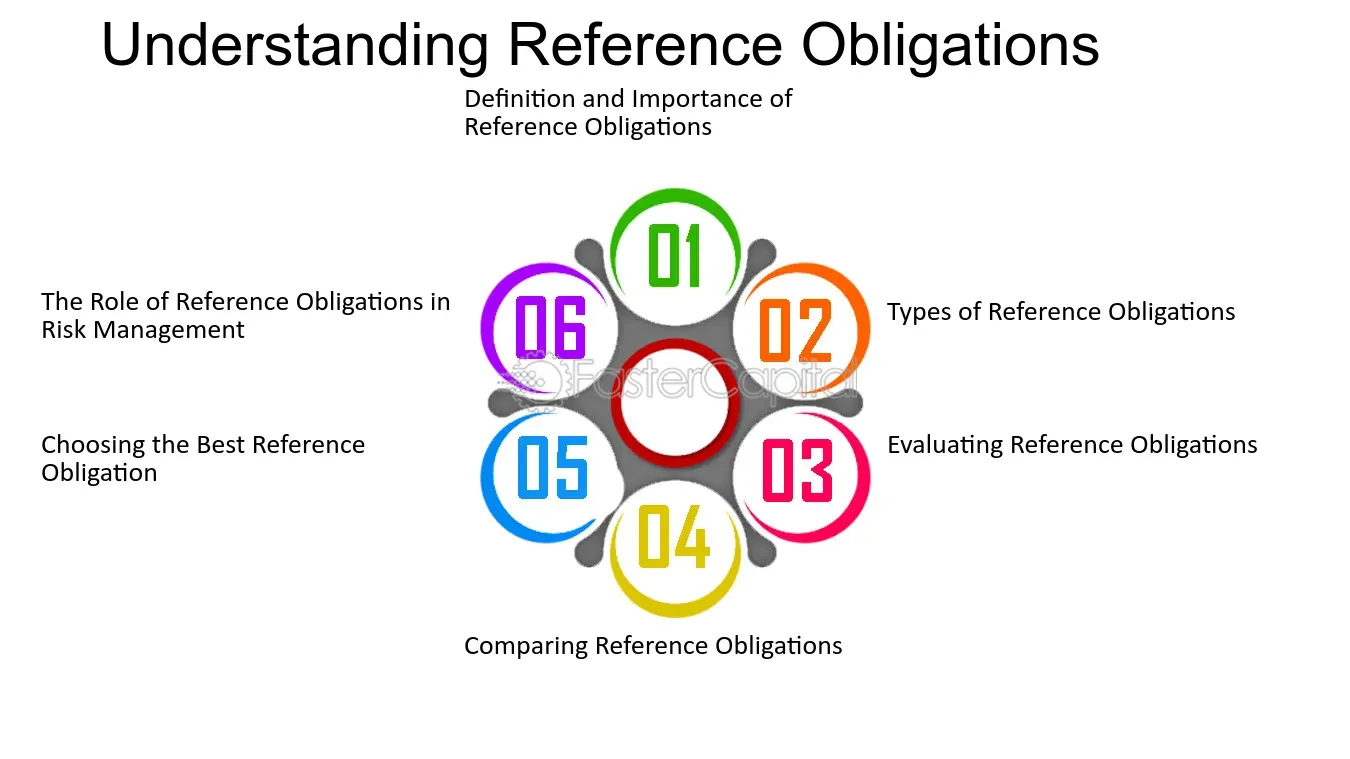 Understanding Reference Obligations
Definition and Importance of
Reference Obligations
01
02
Types of Reference Obligations
03
Evaluating Reference Obligations
04
Comparing Reference Obligations
05
Choosing the Best Reference
Obligation
06
The Role of Reference Obligations in
Risk Management
FasterCapital